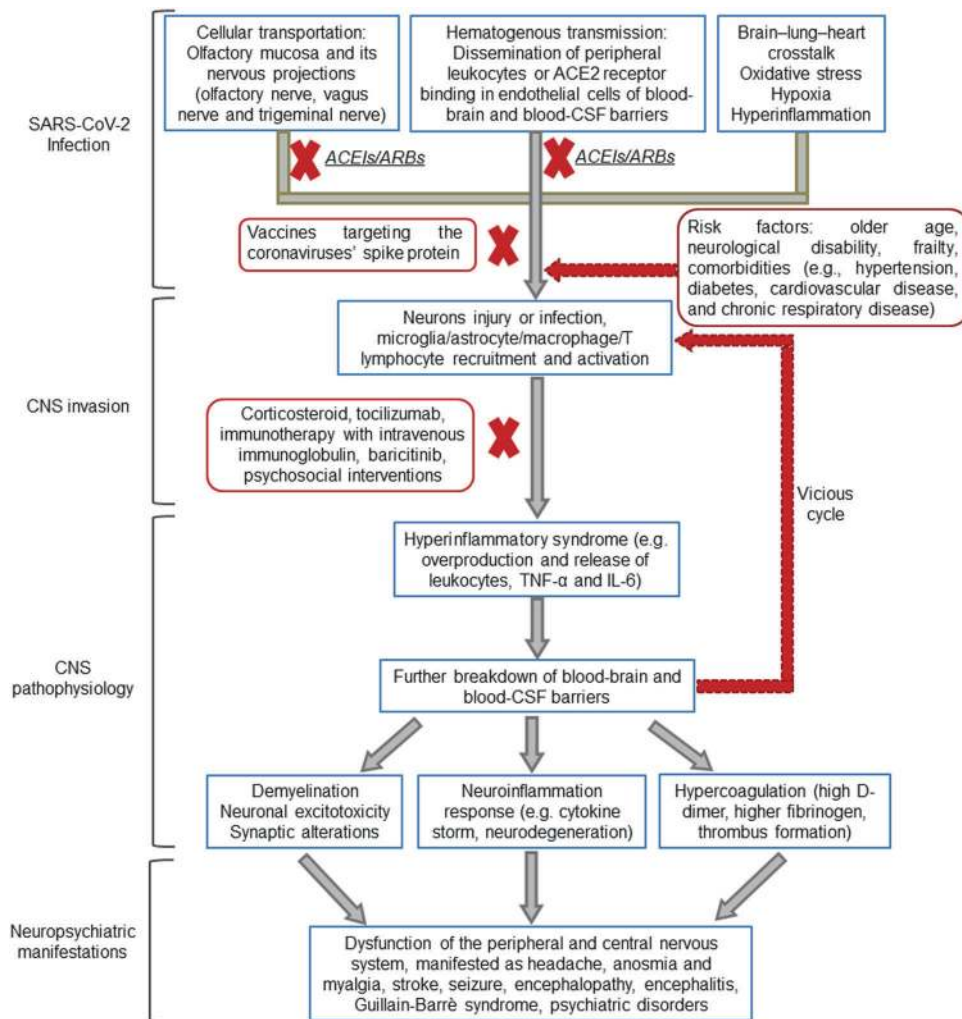 Cellular transportation:
Olfactory mucosa and its
nervous projections
(olfactory nerve, vagus
nerve and trigeminal nerve)
Hematogenous transmission:
Dissemination of peripheral
leukocytes or ACE2 receptor
binding in endothelial cells of blood-
brain and blood-CSF barriers
Brain–lung–heart
crosstalk
Oxidative stress
Hypoxia
Hyperinflammation
SARS-CoV-2
Infection
ACEIs/ARBs
ACEIs/ARBs
Vaccines targeting the
coronaviruses' spike protein
Risk factors: older age,
neurological disability, frailty,
comorbidities (e.g., hypertension,
diabetes, cardiovascular disease,
and chronic respiratory disease)
Neurons injury or infection,
microglia/astrocyte/macrophage/T
lymphocyte recruitment and activation
CNS invasion
Corticosteroid, tocilizumab,
immunotherapy with intravenous
immunoglobulin, baricitinib,
psychosocial interventions
Vicious
cycle
Hyperinflammatory syndrome (e.g.
overproduction and release of
leukocytes, TNF-α and IL-6)
CNS
pathophysiology
Further breakdown of blood-brain and
blood-CSF barriers
Demyelination
Neuronal excitotoxicity
Synaptic alterations
Neuroinflammation
response (e.g. cytokine
storm, neurodegeneration)
Hypercoagulation (high D-
dimer, higher fibrinogen,
thrombus formation)
Neuropsychiatric
manifestations
Dysfunction of the peripheral and central nervous
system, manifested as headache, anosmia and
myalgia, stroke, seizure, encephalopathy, encephalitis,
Guillain-Barrè syndrome, psychiatric disorders